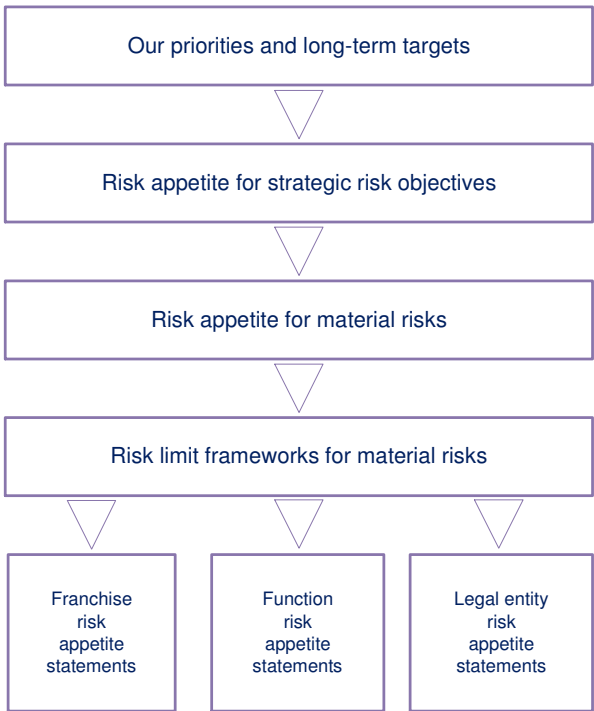 Our priorities and long-term targets
Risk appetite for strategic risk objectives
Risk appetite for material risks
Risk limit frameworks for material risks
Franchise
risk
appetite
statements
Function
risk
appetite
statements
Legal entity
risk
appetite
statements